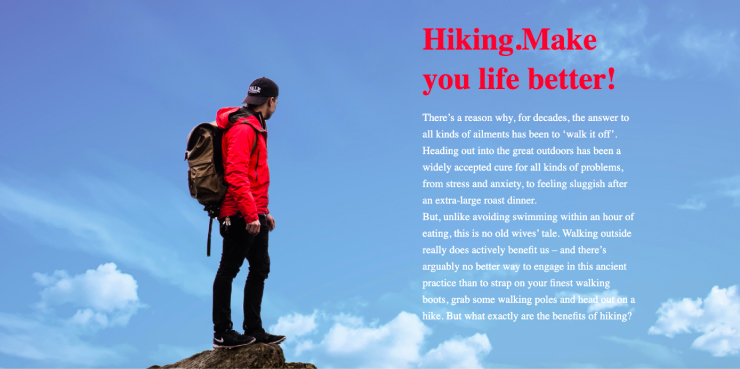 Hiking.Make
you life better!
There's a reason why, for decades, the answer to
all kinds of ailments has been to ‘walk it off’.
Heading out into the great outdoors has been a
widely accepted cure for all kinds of problems,
from stress and anxiety, to feeling sluggish after
an extra-large roast dinner.
But, unlike avoiding swimming within an hour of
eating, this is no old wives’ tale. Walking outside
really does actively benefit us – and there’s
arguably no better way to engage in this ancient
practice than to strap on your finest walking
boots, grab some walking poles and head out on a
hike. But what exactly are the benefits of hiking?